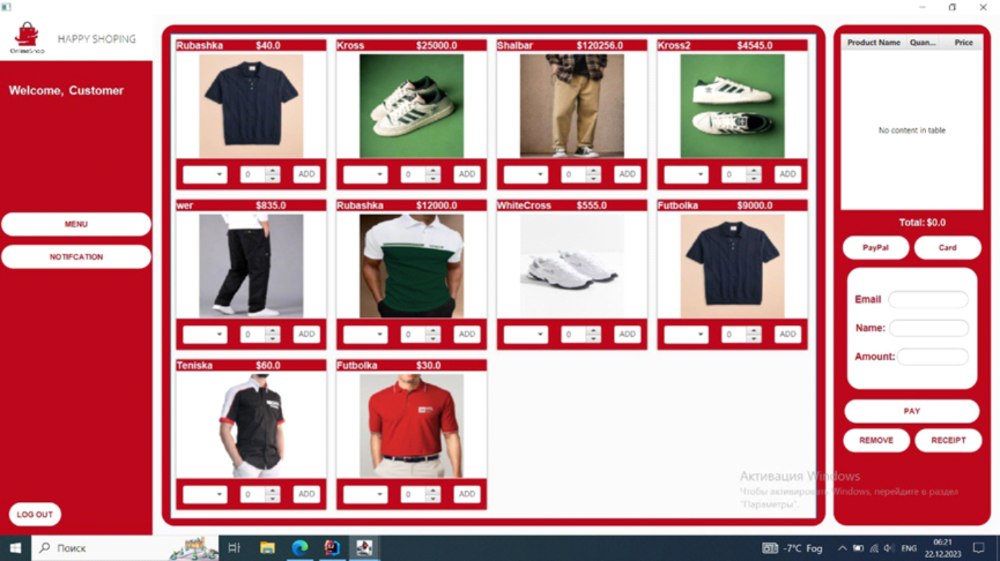 OnlineShop
HAPPY SHOPING
Welcome, Customer
MENU
NOTIFCATION
LOG OUT
Rubashka $40.0
Kross $25000.0
Shalbar $120256.0
Kross2 $4545.0
0 ADD
0 ADD
0 ADD
0 ADD
wer $835.0
Rubashka $12000.0
WhiteCross $555.0
Futbolka $9000.0
0 ADD
0 ADD
0 ADD
0 ADD
Teniska $60.0
Futbolka $30.0
0 ADD
0 ADD
Product Name Quan... Price
No content in table
Total: $0.0
PayPal Card
Email
Name:
Amount:
PAY
REMOVE RECEIPT
Активация Windows
Чтобы активировать Windows, перейдите в раздел
"Параметры".
Поиск
-7°C Fog
ENG
06:21
22.12.2023